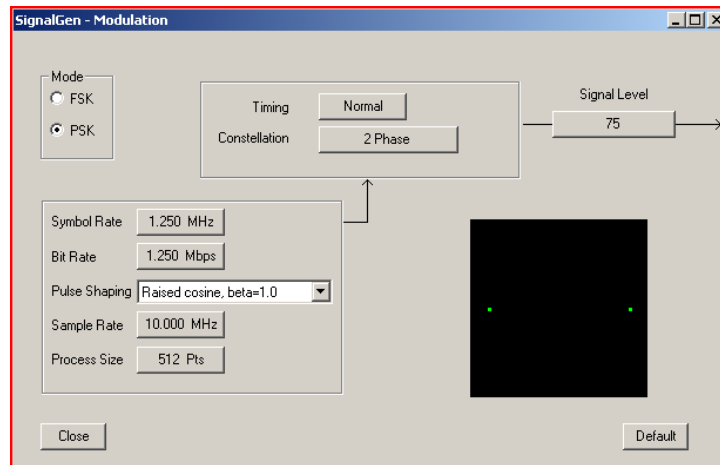 SignalGen - Modulation
Mode
FSK
PSK
Timing Normal
Constellation 2 Phase
Signal Level
75
Symbol Rate 1.250 MHz
Bit Rate 1.250 Mbps
Pulse Shaping Raised cosine, beta=1.0
Sample Rate 10.000 MHz
Process Size 512 Pts
Close
Default